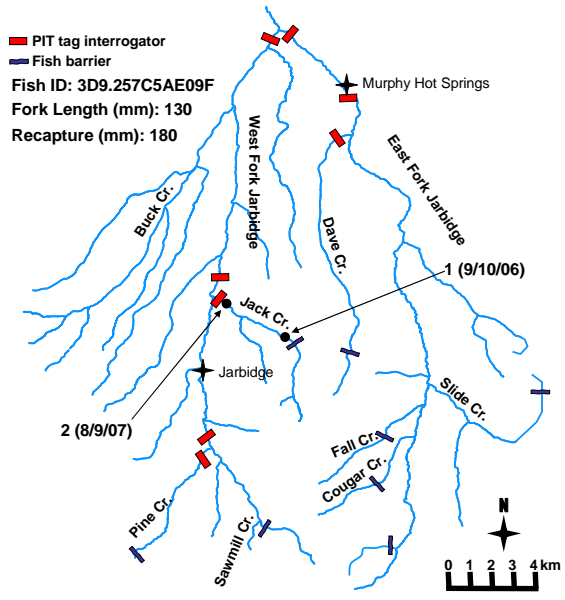 PIT tag interrogator
Fish barrier
Fish ID: 3D9.257C5AE09F
Fork Length (mm): 130
Recapture (mm): 180
Murphy Hot Springs
West Fork Jarbidge
East Fork Jarbidge
Buck Cr.
Dave Cr.
1 (9/10/06)
Jack Cr.
Jarbidge
Slide Cr.
2 (8/9/07)
Fall Cr.
Cougar Cr.
Pine Cr.
Sawmill Cr.
N
0 1 2 3 4 km